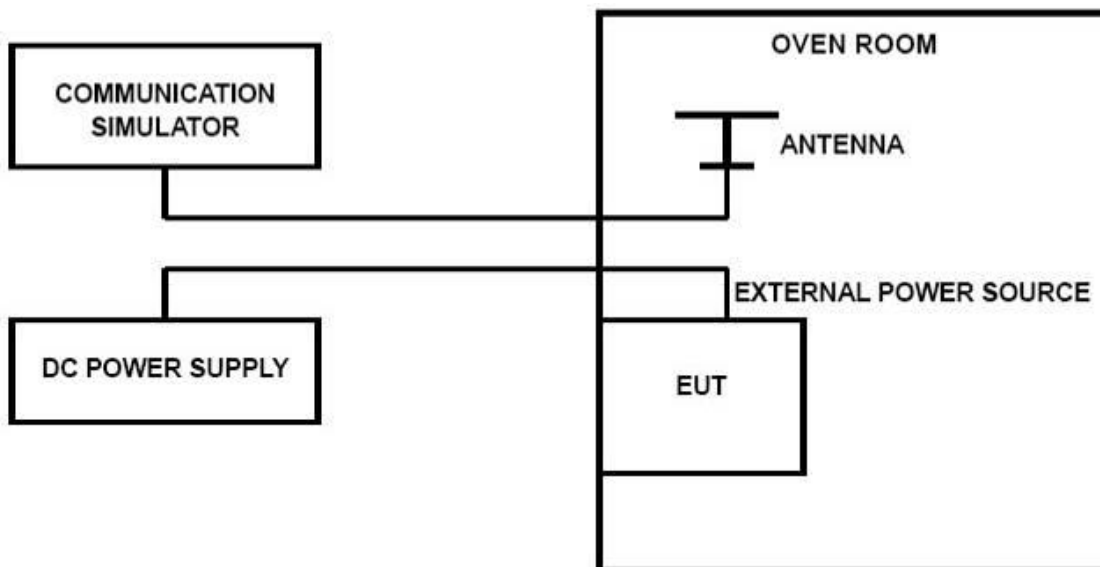 OVEN ROOM
COMMUNICATION
SIMULATOR
ANTENNA
EXTERNAL POWER SOURCE
DC POWER SUPPLY
EUT